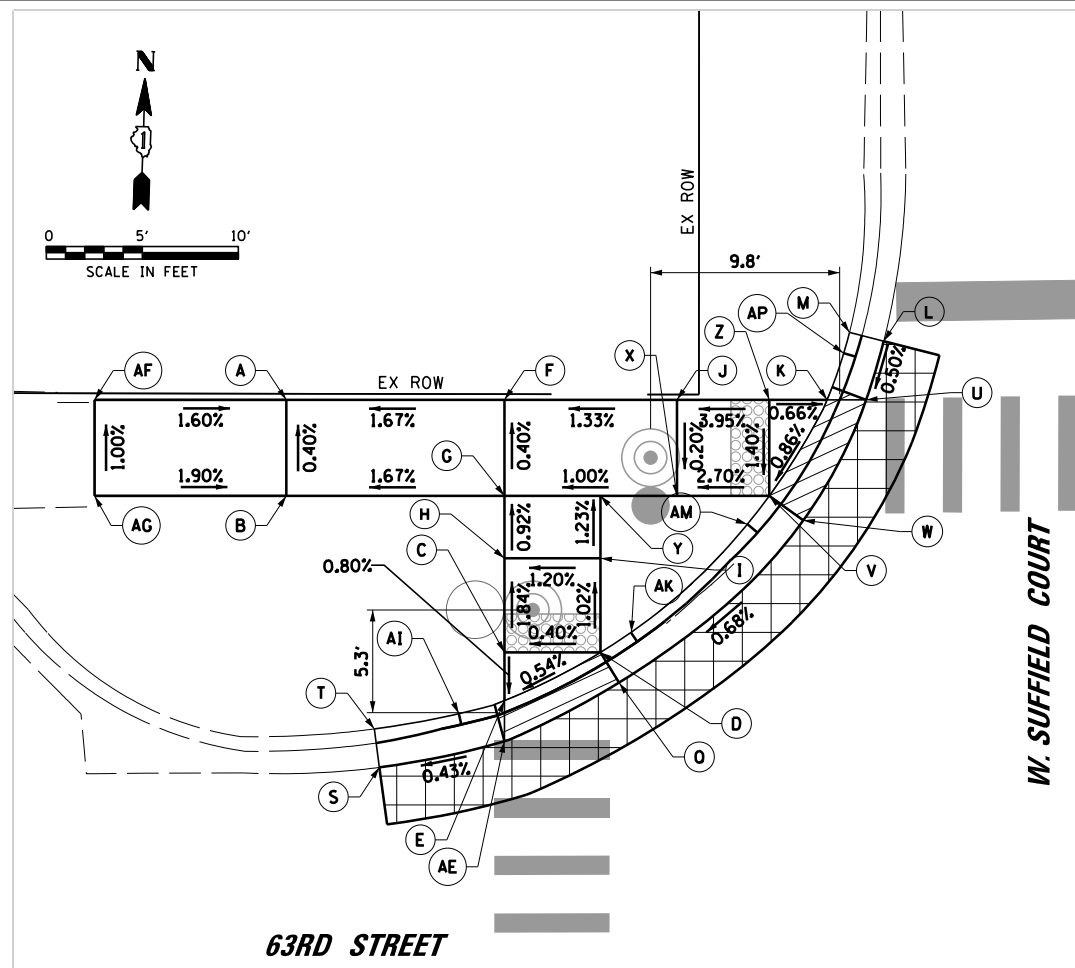 N
1
0 5' 10'
SCALE IN FEET
EX ROW
9.8'
AP M L
Z
AF A EX ROW F X J K U
1.60% 1.67% 1.33% 3.95% 0.66% 0.50%
1.00% 0.40% 0.40% 0.20% 1.40% 0.86%
G
1.90% 1.67% 1.00% 2.70%
AG B H 0.92% 1.23% AM W
C Y
0.80% 1.20% I V
1.84% 1.02% AK
0.40% 0.68%
AI 5.3' 0.54%
T D
0.43% O
S
E
AE
W. SUFFIELD COURT
63RD STREET